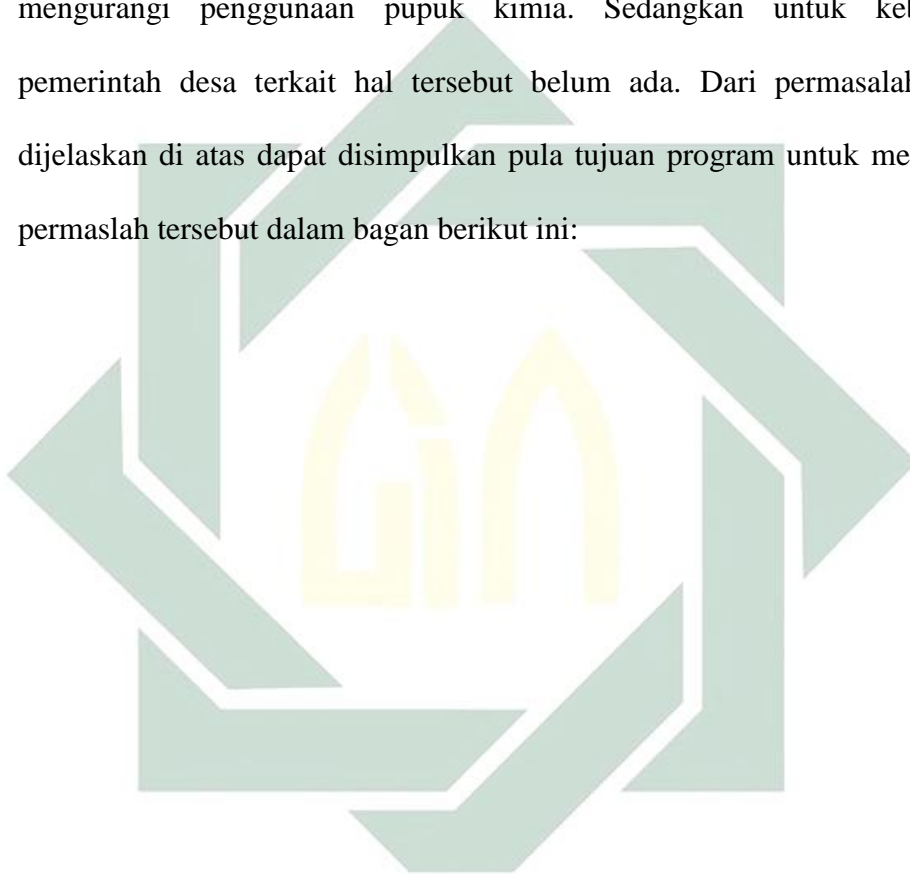 mengurangi penggunaan pupuk kimia. Sedangkan untuk keb
pemerintah desa terkait hal tersebut belum ada. Dari permasalah
dijelaskan di atas dapat disimpulkan pula tujuan program untuk me
permaslah tersebut dalam bagan berikut ini: